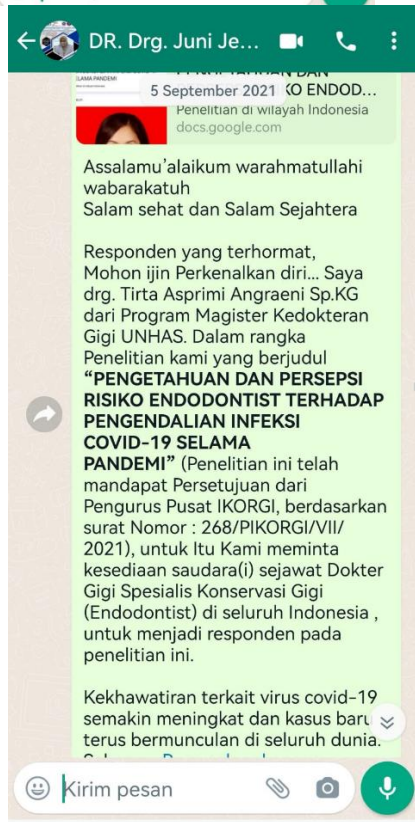 DR. Drg. Juni Je...
5 September 2021
KO ENDOD...
Penelitian di wilayah Indonesia
docs.google.com
Assalamu'alaikum warahmatullahi
wabarakatuh
Salam sehat dan Salam Sejahtera
Responden yang terhormat,
Mohon ijin Perkenalkan diri... Saya
drg. Tirta Asprimi Angraeni Sp.KG
dari Program Magister Kedokteran
Gigi UNHAS. Dalam rangka
Penelitian kami yang berjudul
“PENGETAHUAN DAN PERSEPSI
RISIKO ENDODONTIST TERHADAP
PENGENDALIAN INFEKSI
COVID-19 SELAMA
PANDEMI” (Penelitian ini telah
mandapat Persetujuan dari
Pengurus Pusat IKORGI, berdasarkan
surat Nomor : 268/PIKORGI/VII/
2021), untuk Itu Kami meminta
kesediaan saudara(i) sejawat Dokter
Gigi Spesialis Konservasi Gigi
(Endodontist) di seluruh Indonesia ,
untuk menjadi responden pada
penelitian ini.
Kekhawatiran terkait virus covid-19
semakin meningkat dan kasus baru
terus bermunculan di seluruh dunia.
Kirim pesan